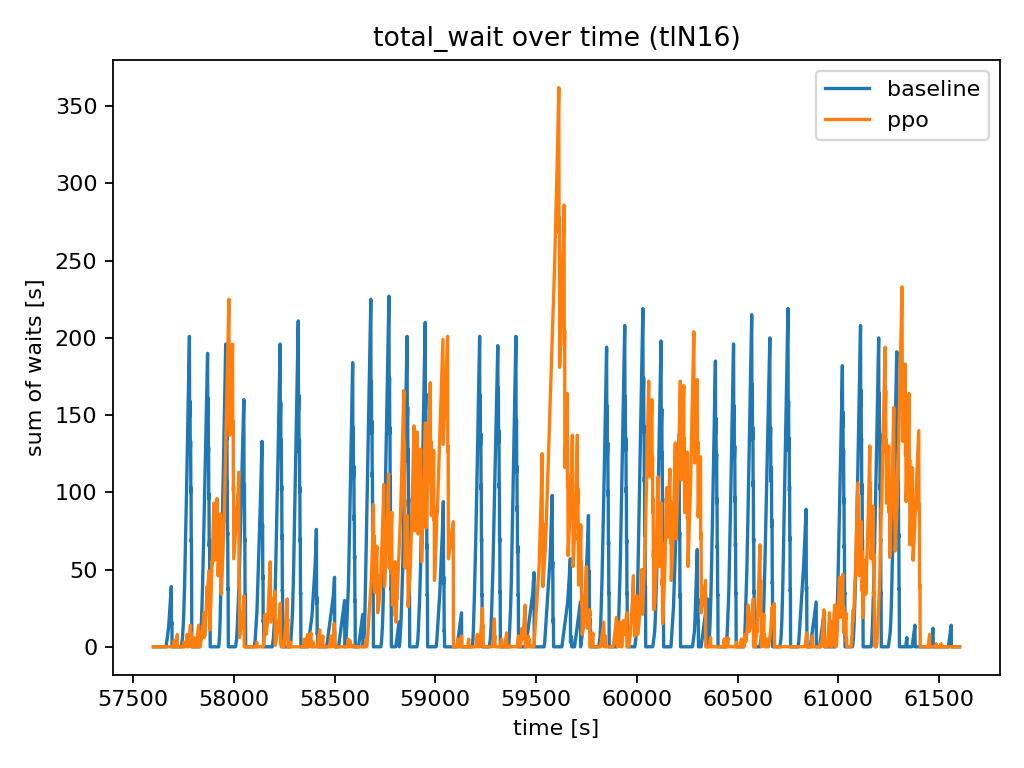 total_wait over time (tlN16)
baseline
ppo
350
300
250
200
150
100
50
0
sum of waits [s]
57500 58000 58500 59000 59500 60000 60500 61000 61500
time [s]